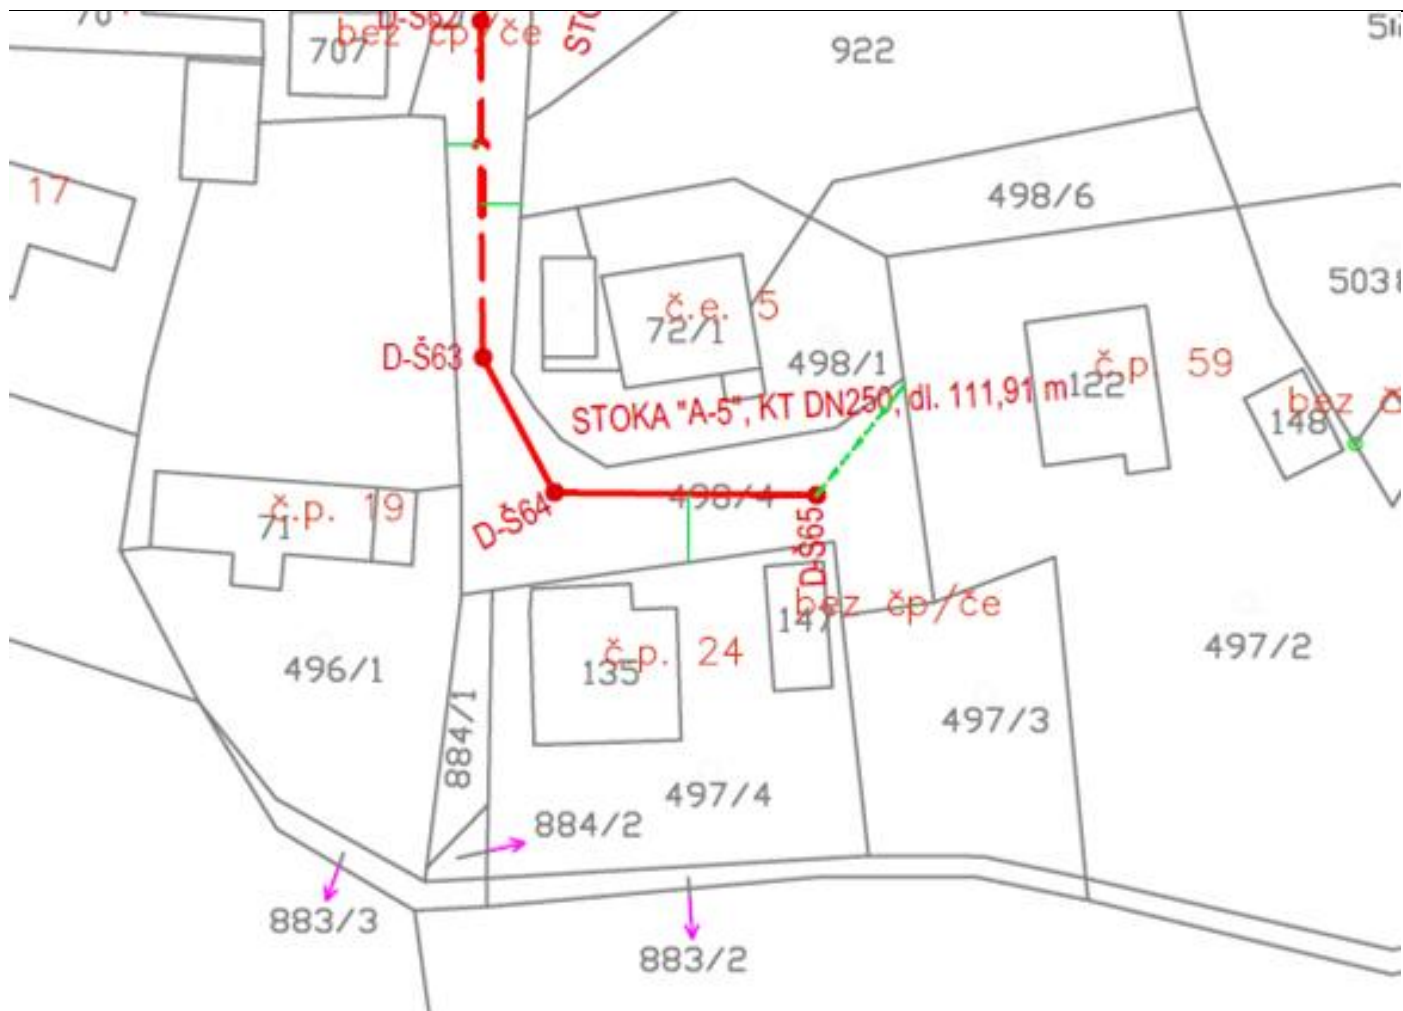 D-Š62
bez čp/če
707
922
17
498/6
č.e. 5
72/1
D-Š63
498/1
č.p 59
122
STOKA "A-5", KT DN250, dl. 111,91 m
bez č
148
498/4
D-Š64
D-Š65
č.p. 19
71
bez čp/če
147
č.p. 24
135
496/1
497/2
884/1
497/3
497/4
884/2
883/3
883/2